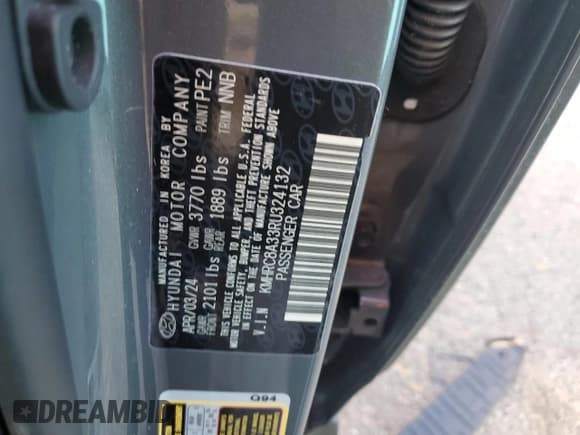 MANUFACTURED IN KOREA BY
HYUNDAI MOTOR COMPANY
APR/03/24 GVWR 3770 lbs PAINT PE2
GAWR FRONT 2101 lbs GAWR REAR 1889 lbs TRIM NNB
THIS VEHICLE CONFORMS TO ALL APPLICABLE U.S.A. FEDERAL
MOTOR VEHICLE SAFETY, BUMPER, AND THEFT PREVENTION STANDARDS
IN EFFECT ON THE DATE OF MANUFACTURE SHOWN ABOVE
V.I.N KMHRC8A33RU324132
PASSENGER CAR
Q94
DREAMBID